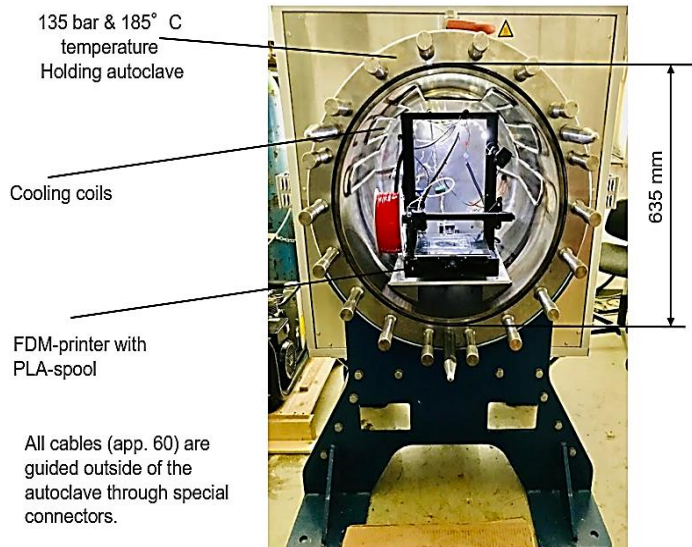 135 bar & 185° C
temperature
Holding autoclave
Cooling coils
635 mm
FDM-printer with
PLA-spool
All cables (app. 60) are
guided outside of the
autoclave through special
connectors.